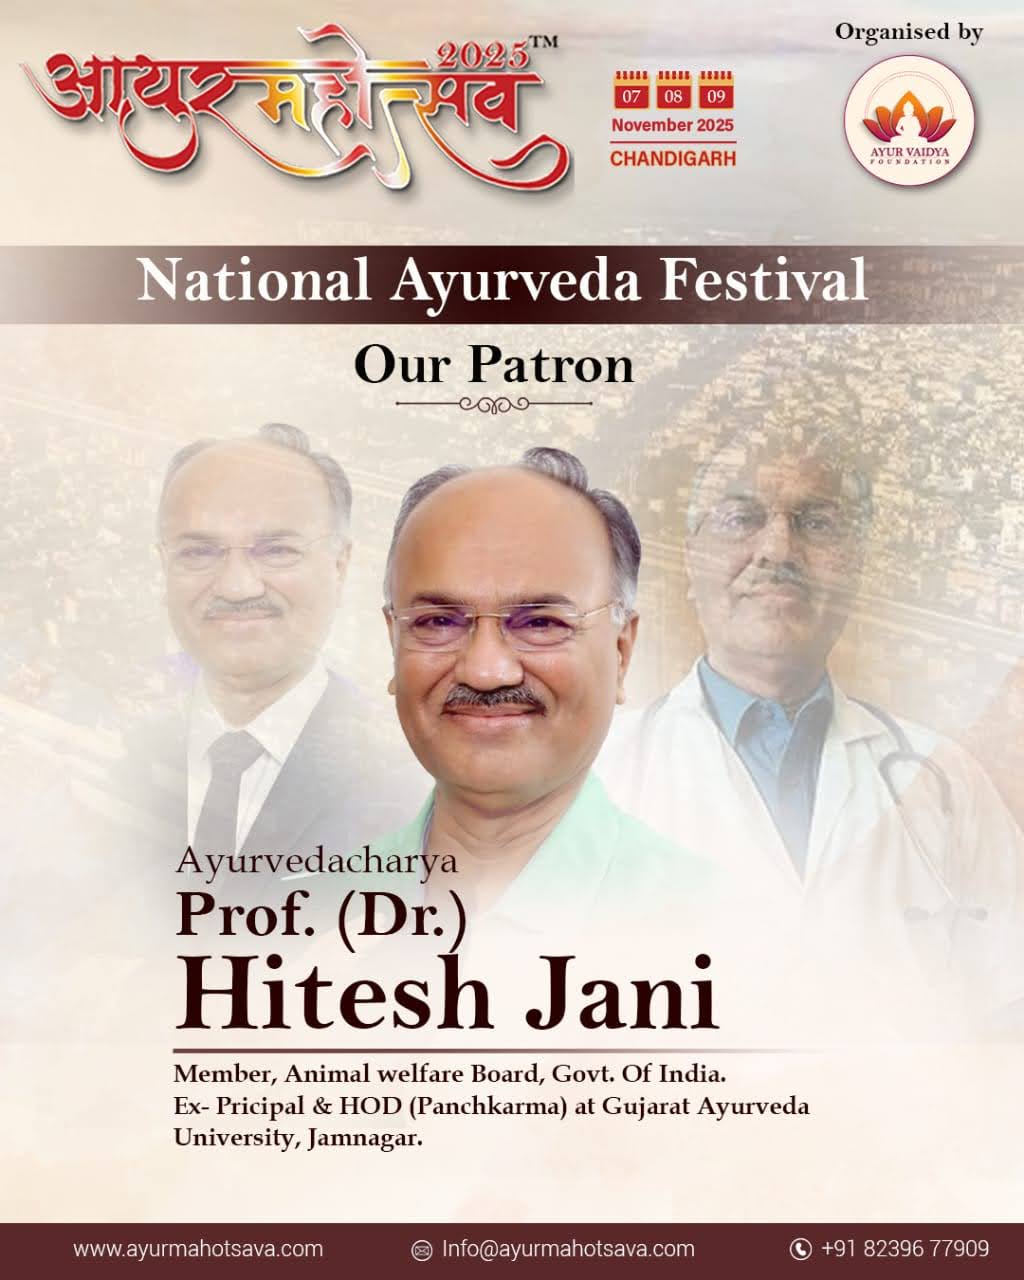 आयुर महोत्सव 2025™
07 08 09
November 2025
CHANDIGARH
Organised by
AYUR VAIDYA
FOUNDATION
National Ayurveda Festival
Our Patron
Ayurvedacharya
Prof. (Dr.)
Hitesh Jani
Member, Animal welfare Board, Govt. Of India.
Ex- Pricipal & HOD (Panchkarma) at Gujarat Ayurveda
University, Jamnagar.
www.ayurmahotsava.com
Info@ayurmahotsava.com
+91 82396 77909